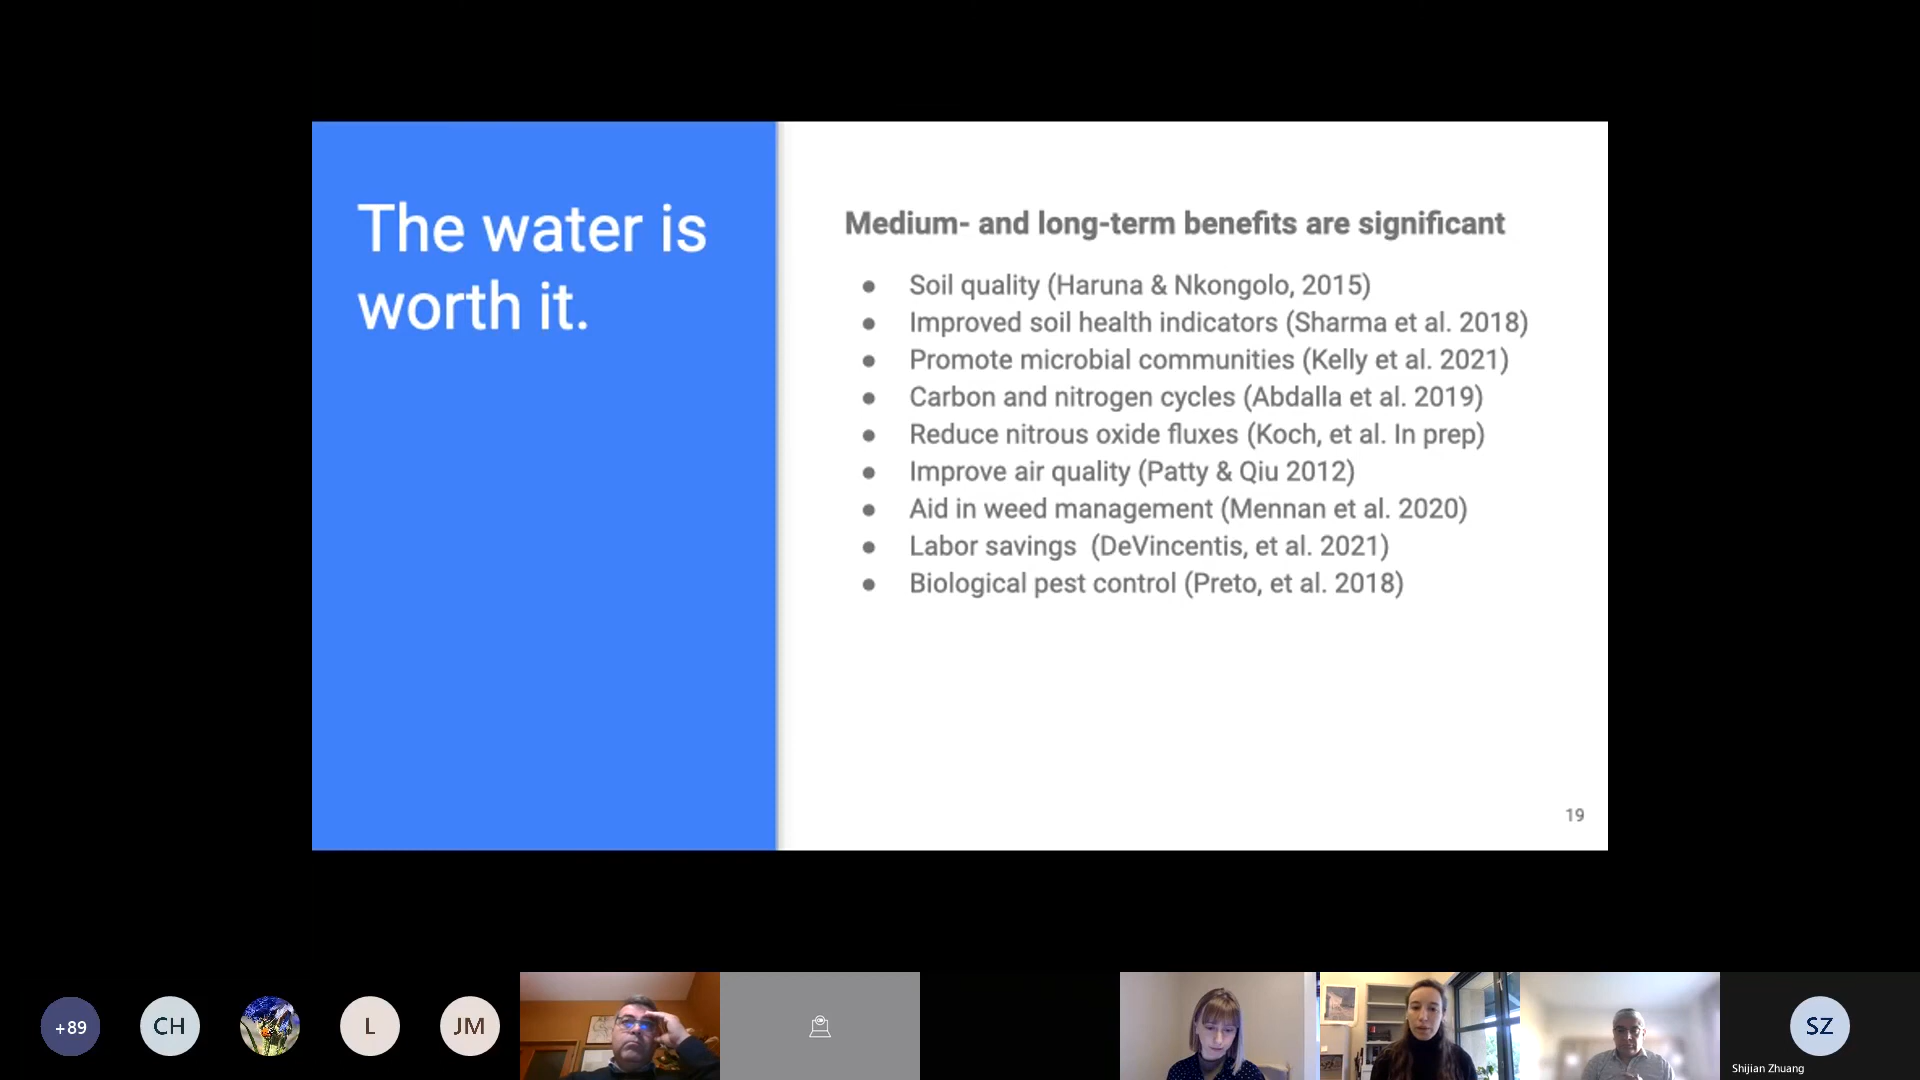 The water is
worth it.
Medium- and long-term benefits are significant
● Soil quality (Haruna & Nkongolo, 2015)
● Improved soil health indicators (Sharma et al. 2018)
● Promote microbial communities (Kelly et al. 2021)
● Carbon and nitrogen cycles (Abdalla et al. 2019)
● Reduce nitrous oxide fluxes (Koch, et al. In prep)
● Improve air quality (Patty & Qiu 2012)
● Aid in weed management (Mennan et al. 2020)
● Labor savings (DeVincentis, et al. 2021)
● Biological pest control (Preto, et al. 2018)
19
+89
CH
L
JM
SZ
Shijian Zhuang